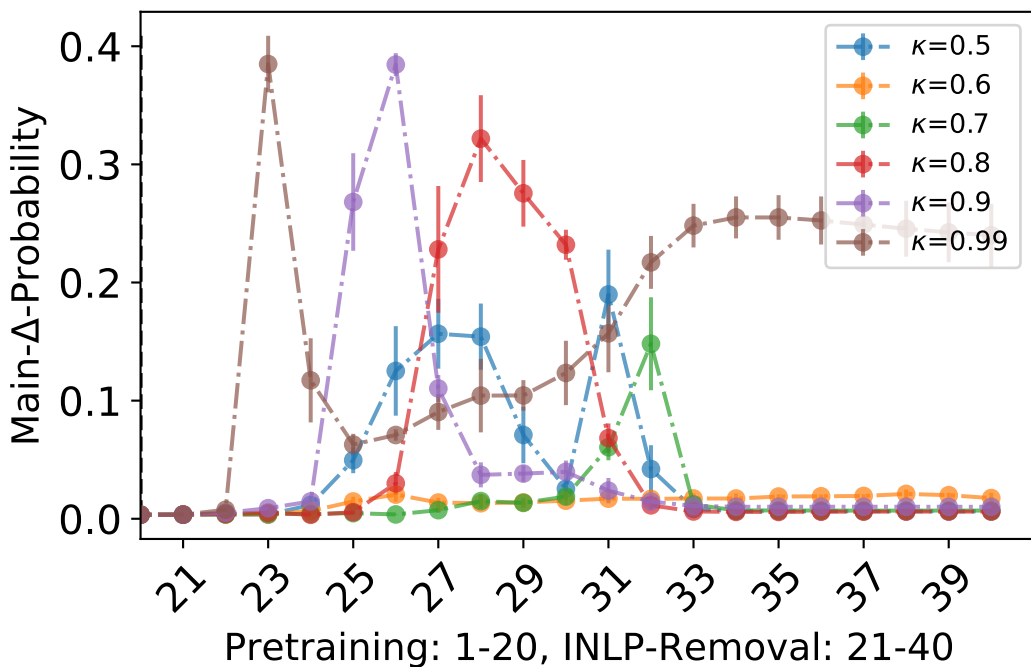 Main-Δ-Probability
0.4
0.3
0.2
0.1
0.0
κ=0.5
κ=0.6
κ=0.7
κ=0.8
κ=0.9
κ=0.99
21 23 25 27 29 31 33 35 37 39
Pretraining: 1-20, INLP-Removal: 21-40